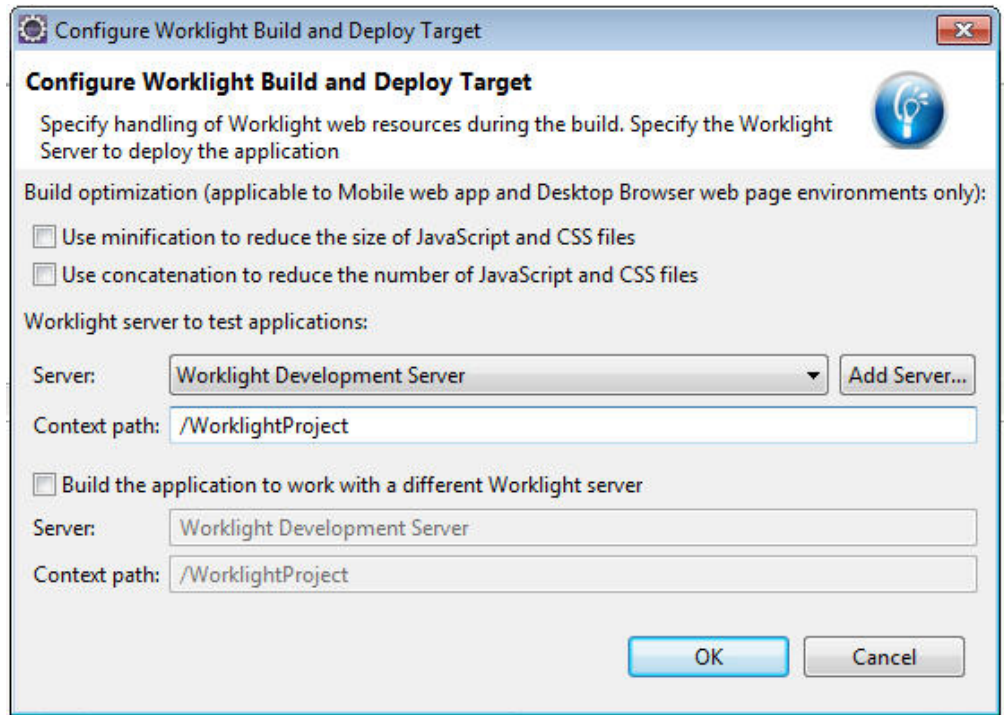 Configure Worklight Build and Deploy Target
Configure Worklight Build and Deploy Target
Specify handling of Worklight web resources during the build. Specify the Worklight
Server to deploy the application
Build optimization (applicable to Mobile web app and Desktop Browser web page environments only):
Use minification to reduce the size of JavaScript and CSS files
Use concatenation to reduce the number of JavaScript and CSS files
Worklight server to test applications:
Server: Worklight Development Server Add Server...
Context path: /WorklightProject
Build the application to work with a different Worklight server
Server: Worklight Development Server
Context path: /WorklightProject
OK Cancel